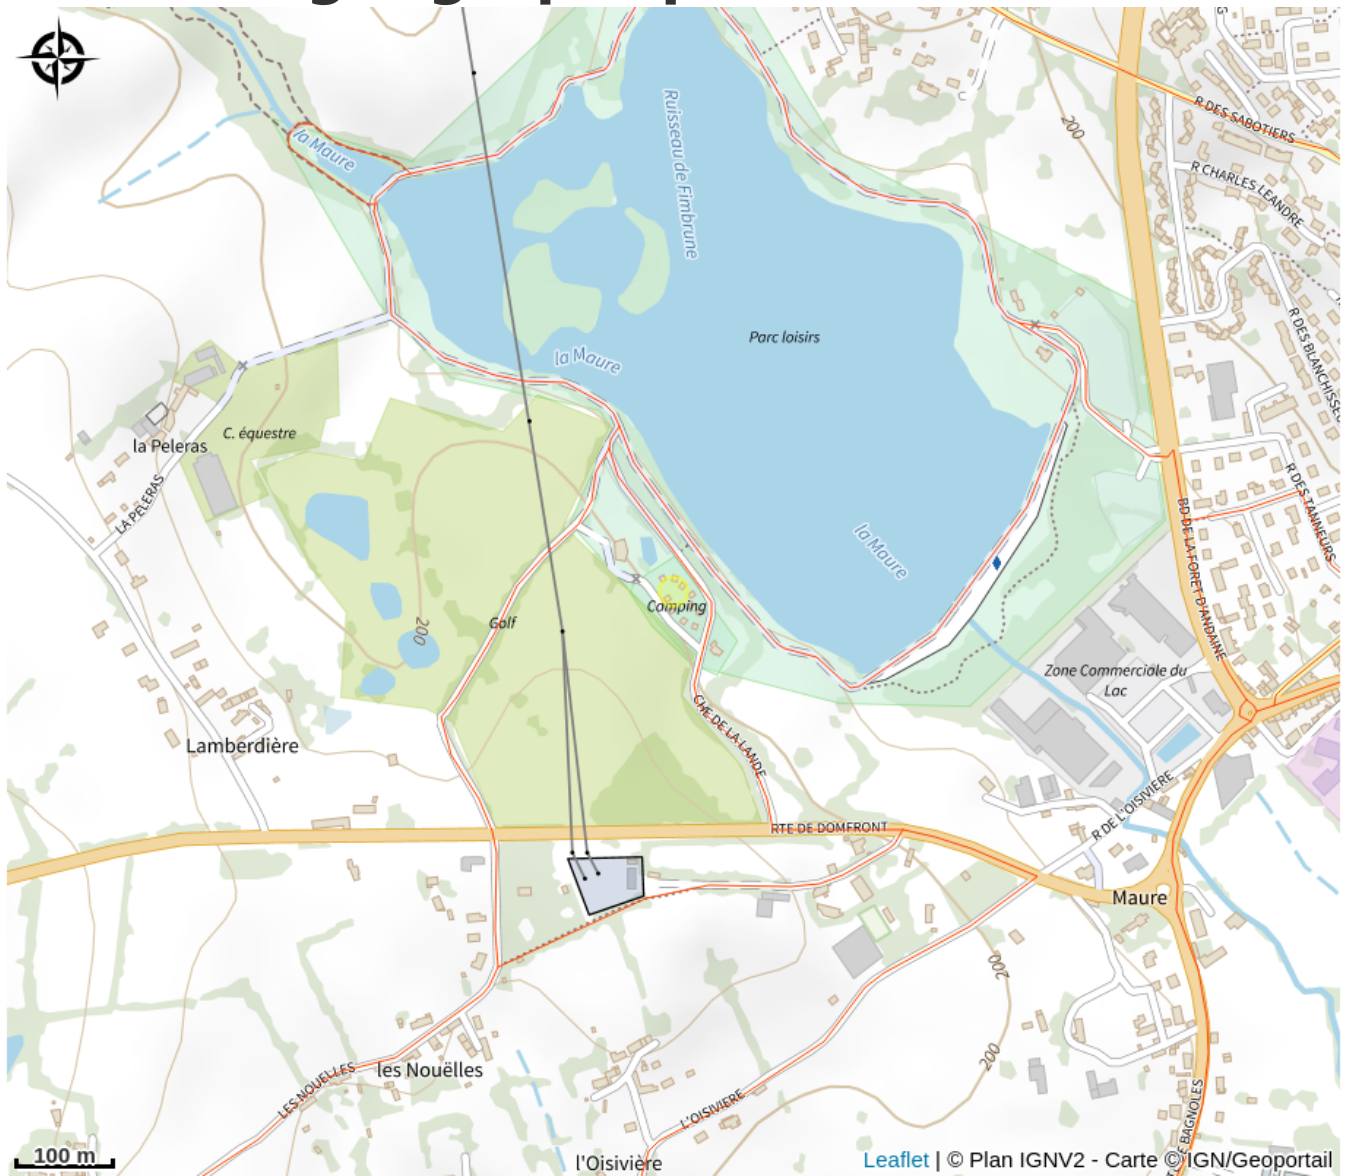 R DES SABOTIERS
la Maure
Ruisseau de Fimbrune
200
R CHARLES LEANDRE
R DES BLANCHISSEU
Parc loisirs
la Maure
C. équestre
la Peleras
LA PELERAS
R DES TANNEURS
BD DE LA FORET D'ANDAINE
la Maure
Camping
Golf
200
Zone Commerciale du
Lac
CHE DE LA LANDE
Lamberdière
RTE DE DOMFRONT
R DE L'OISIVIERE
Maure
200
200
les Nouëlles
LES NOUELLES
L'OISIVIERE
E BAGNOLES
l'Oisivière
100 m
Leaflet | © Plan IGNV2 - Carte © IGN/Geoportail